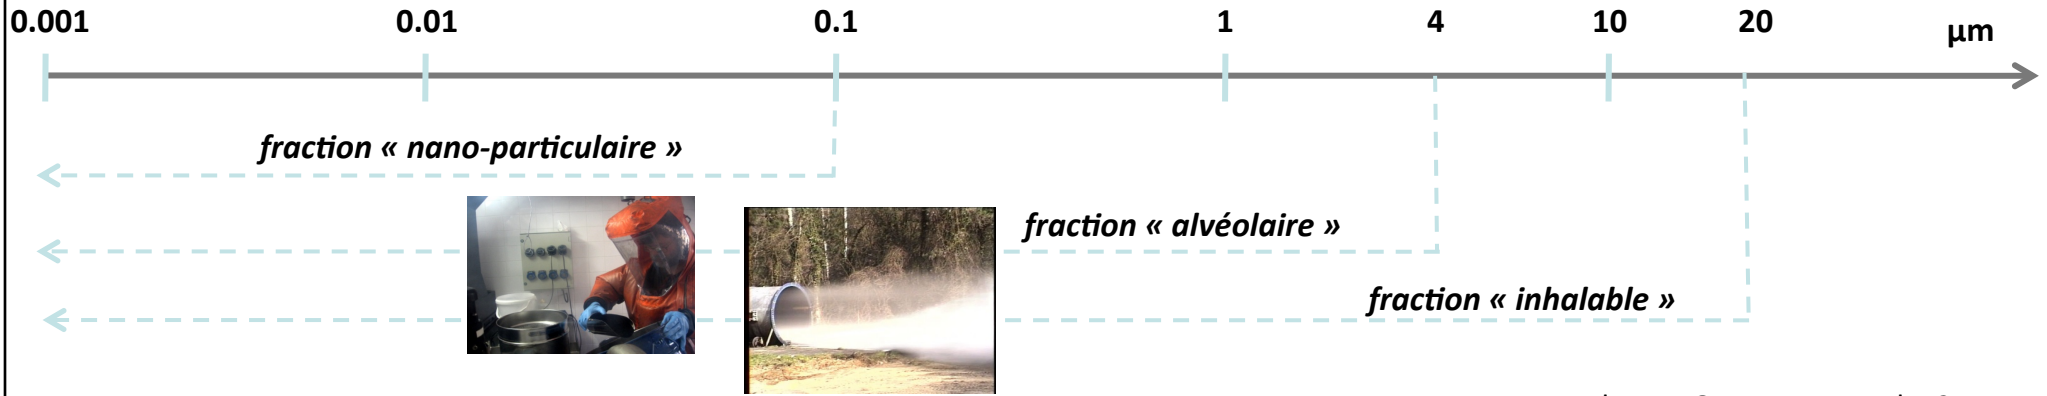 0.001 0.01 0.1 1 4 10 20 µm
fraction « nano-particulaire »
fraction « alvéolaire »
fraction « inhalable »